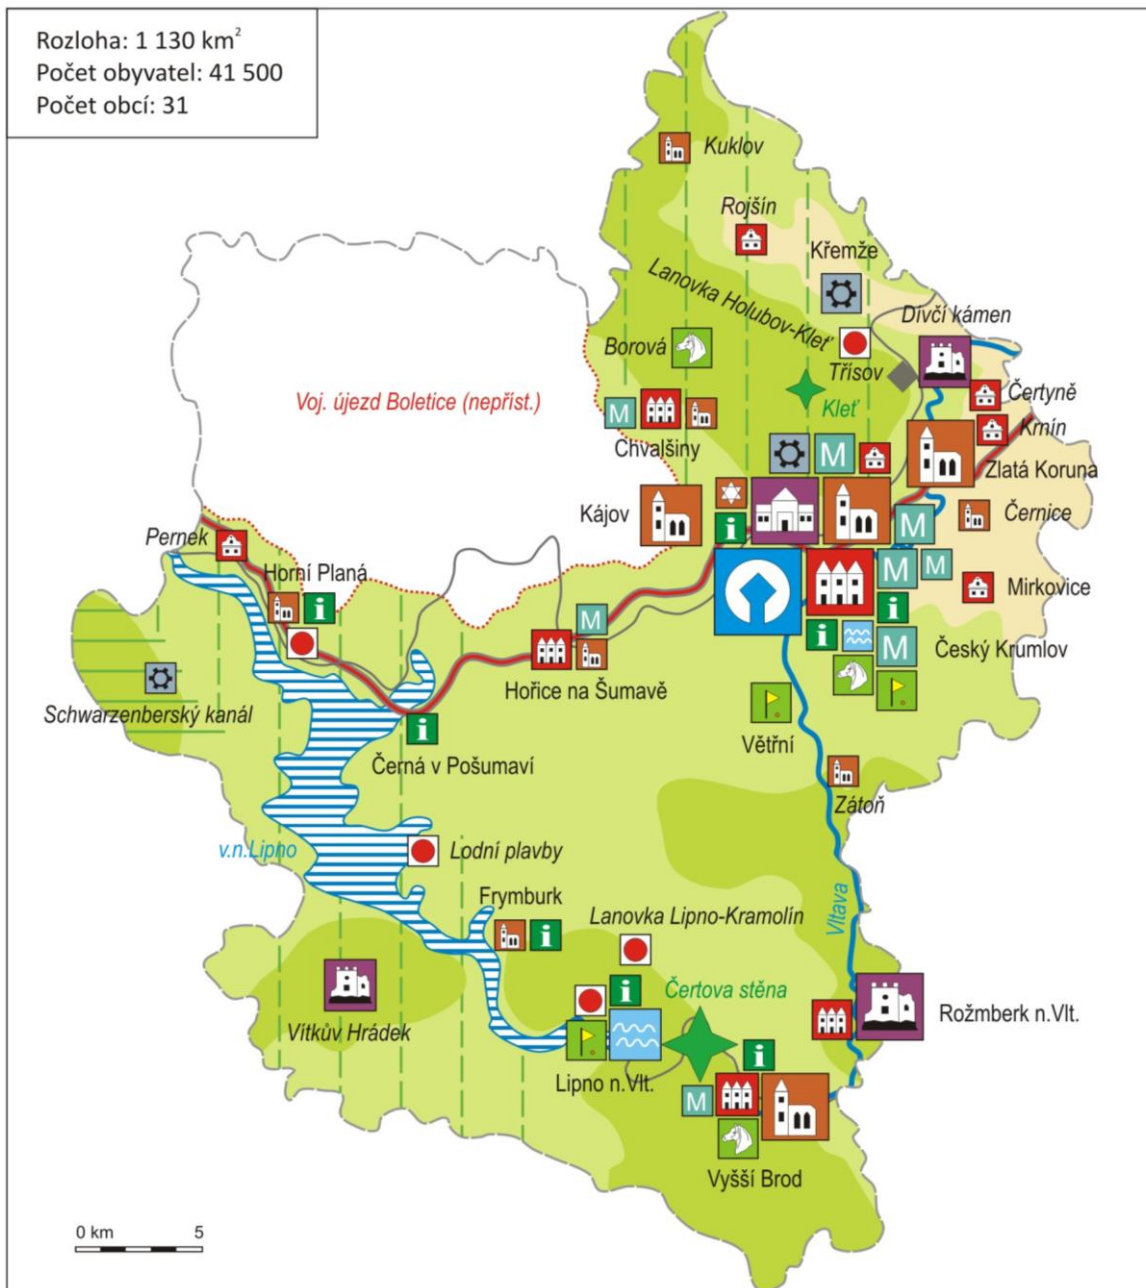 Rozloha: 1 130 km²
Počet obyvatel: 41 500
Počet obcí: 31
Kuklov
Rojšín
Křemže
Lanovka Holubov-Kleť
Dívčí kámen
Borová
Třísov
Voj. újezd Boletice (nepříst.)
Kleť
Čertyně
M
Krnín
Chvalšiny
M
Zlatá Koruna
Kájov
i
M
Černice
Pernek
Horní Planá
M
M
Mirkovice
i
M
i
i
M
Český Krumlov
Hořice na Šumavě
Schwarzenberský kanál
i
Větřní
Černá v Pošumaví
Zátoň
v.n.Lipno
Lodní plavby
Frymburk
i
Lanovka Lipno-Kramolín
Vltava
i
Čertova stěna
Rožmberk n.Vlt.
Vítkův Hrádek
Lipno n.Vlt.
i
M
Vyšší Brod
0 km 5